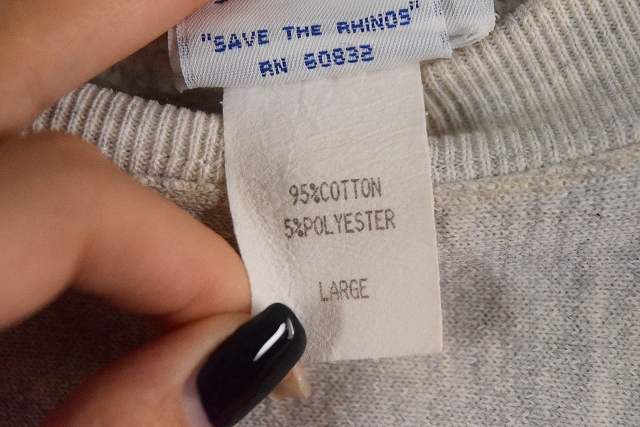 "SAVE THE RHINOS"
RN 60832
95%COTTON
5%POLYESTER
LARGE